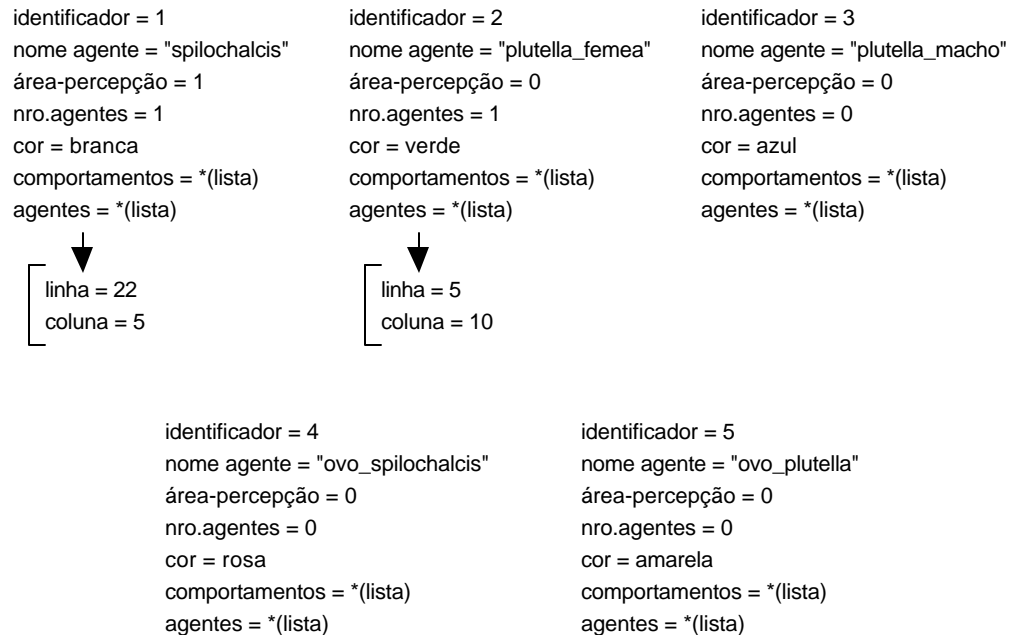 identificador = 1
nome agente = "spilochalcis"
área-percepção = 1
nro.agentes = 1
cor = branca
comportamentos = *(lista)
agentes = *(lista)
linha = 22
coluna = 5
identificador = 2
nome agente = "plutella_femea"
área-percepção = 0
nro.agentes = 1
cor = verde
comportamentos = *(lista)
agentes = *(lista)
linha = 5
coluna = 10
identificador = 3
nome agente = "plutella_macho"
área-percepção = 0
nro.agentes = 0
cor = azul
comportamentos = *(lista)
agentes = *(lista)
identificador = 4
nome agente = "ovo_spilochalcis"
área-percepção = 0
nro.agentes = 0
cor = rosa
comportamentos = *(lista)
agentes = *(lista)
identificador = 5
nome agente = "ovo_plutella"
área-percepção = 0
nro.agentes = 0
cor = amarela
comportamentos = *(lista)
agentes = *(lista)